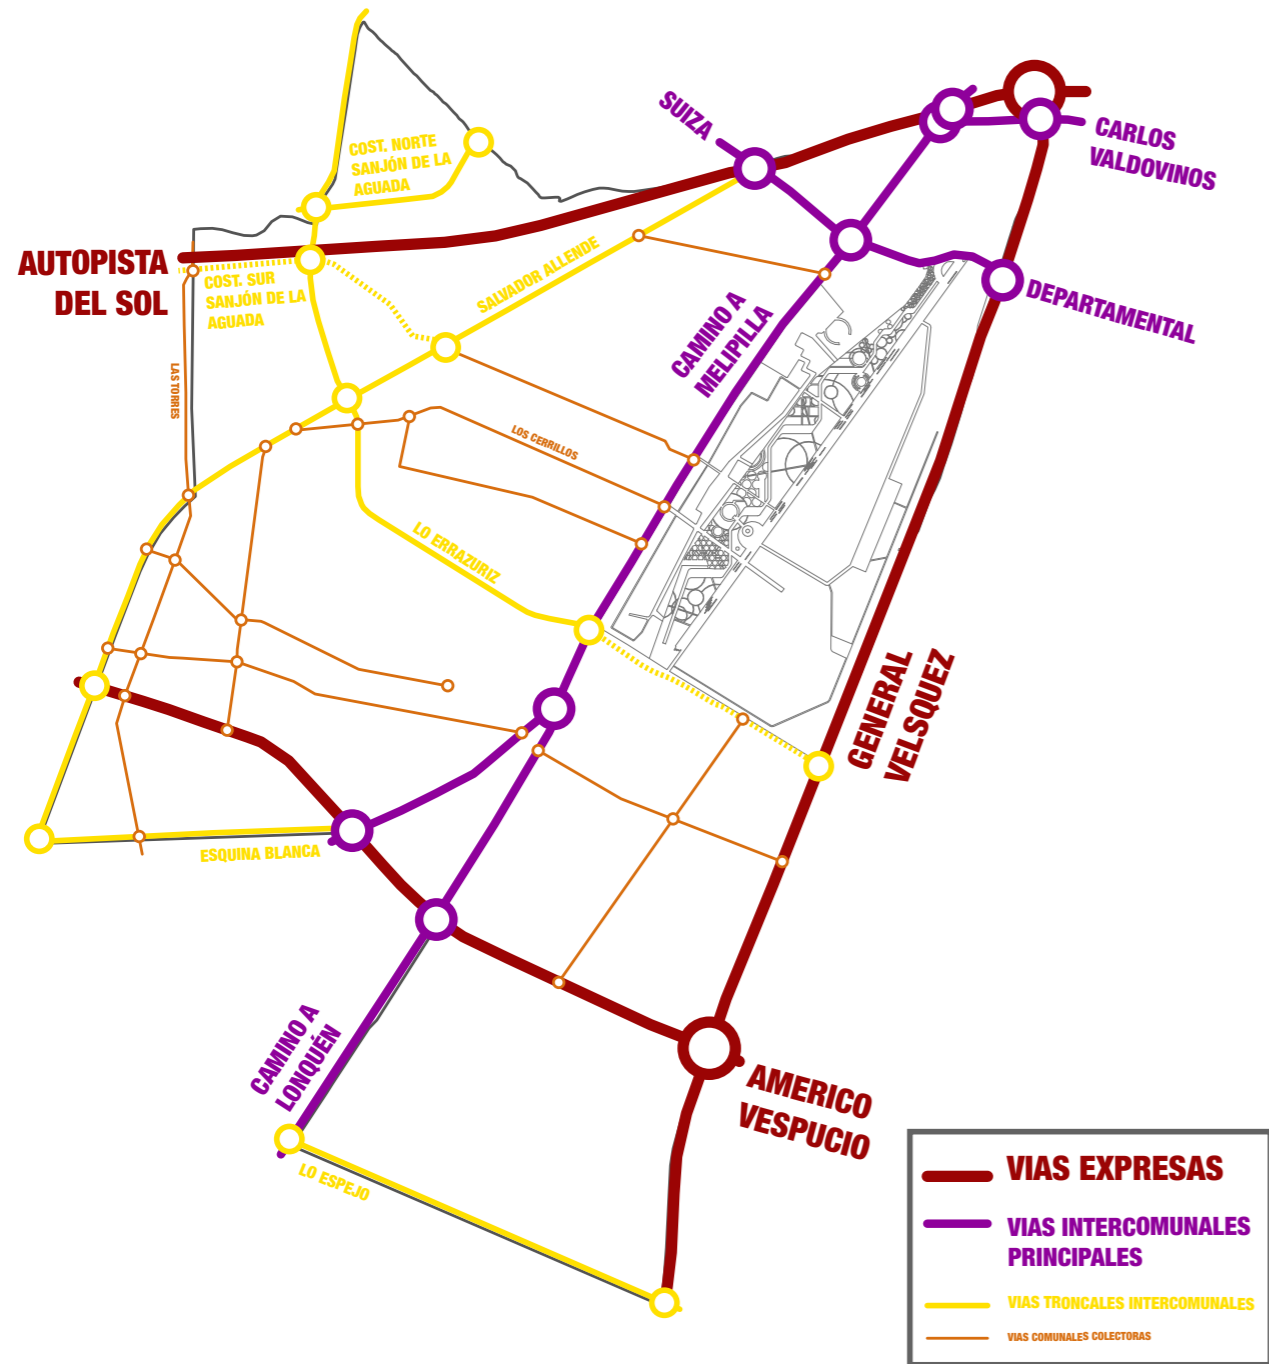 SUIZA
CARLOS
VALDOVINOS
COST. NORTE
SANJÓN DE LA
AGUADA
AUTOPISTA
DEL SOL
COST. SUR
SANJÓN DE LA
AGUADA
SALVADOR ALLENDE
DEPARTAMENTAL
CAMINO A
MELIPILLA
LAS TORRES
LOS CERRILLOS
LO ERRAZURIZ
GENERAL
VELSQUEZ
ESQUINA BLANCA
CAMINO A
LONQUÉN
AMERICO
VESPUCIO
LO ESPEJO
VIAS EXPRESAS
VIAS INTERCOMUNALES
PRINCIPALES
VIAS TRONCALES INTERCOMUNALES
VIAS COMUNALES COLECTORAS